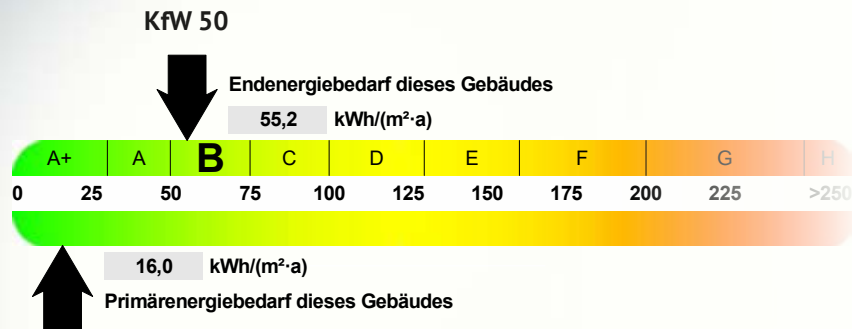 KfW 50
Endenergiebedarf dieses Gebäudes
55,2 kWh/(m²·a)
A+ A B C D E F G H
0 25 50 75 100 125 150 175 200 225 >250
16,0 kWh/(m²·a)
Primärenergiebedarf dieses Gebäudes